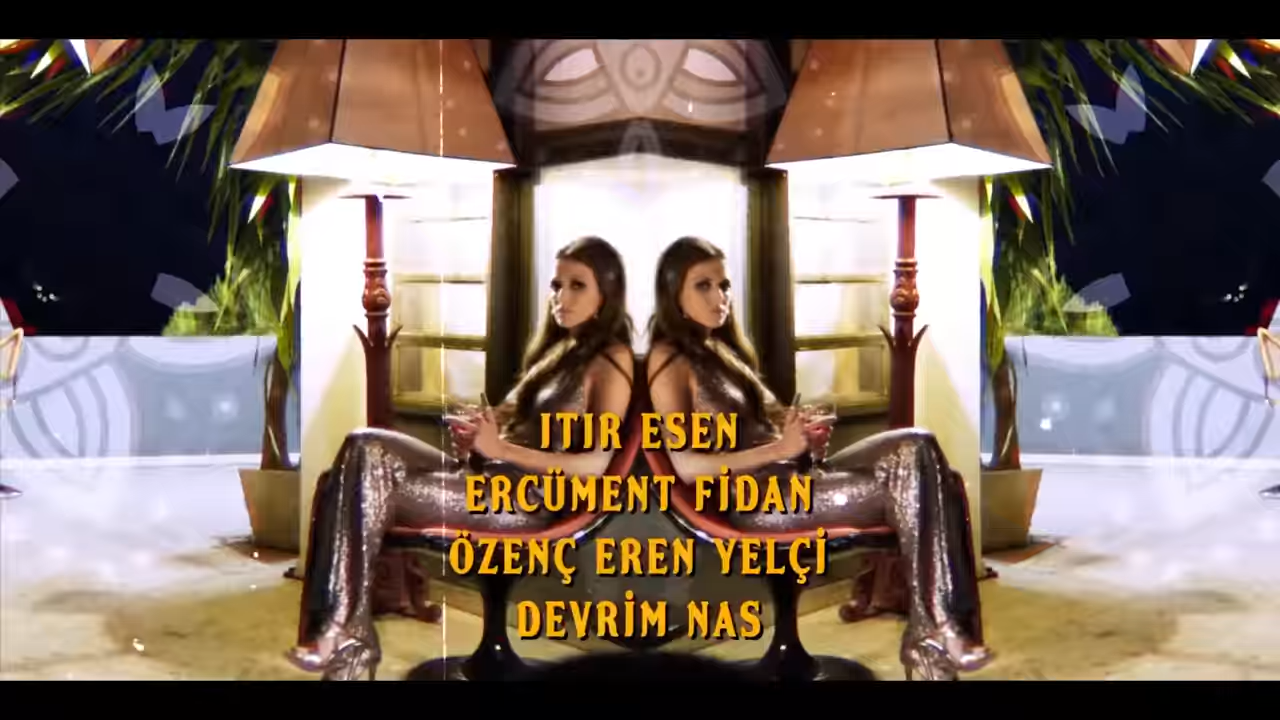 ITIR ESEN
ERCÜMENT FİDAN
ÖZENÇ EREN YELÇİ
DEVRİM NAS